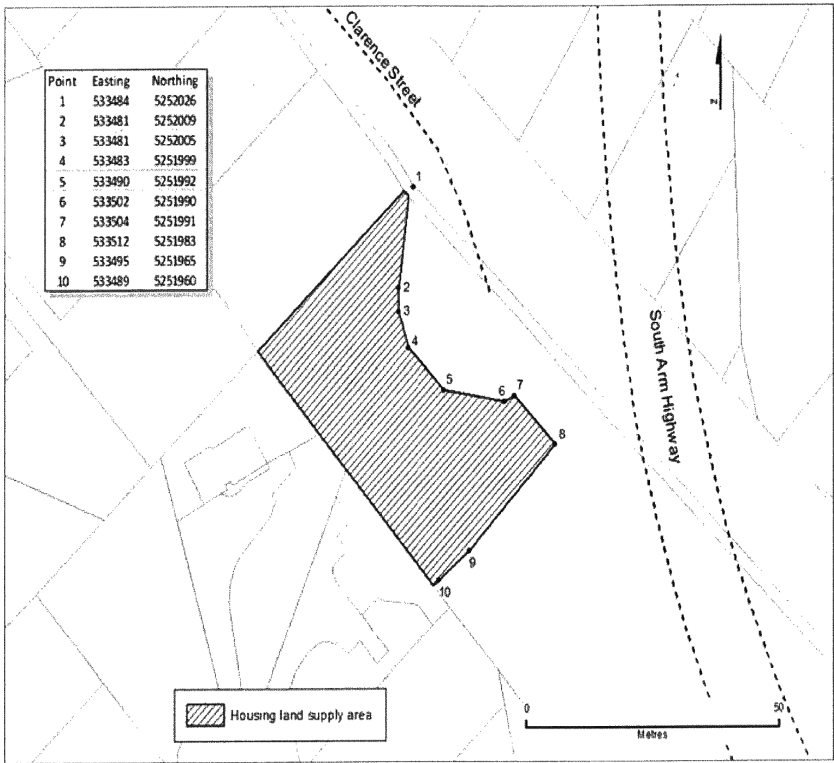 Clarence Street
Point Easting Northing
1 533484 5252026
2 533481 5252009
3 533481 5252005
4 533483 5251999
5 533490 5251992
6 533502 5251990
7 533504 5251991
8 533512 5251983
9 533495 5251965
10 533489 5251960
N
1
2
3
4
5
6
7
8
9
10
South Arm Highway
Housing land supply area
0 50
Metres